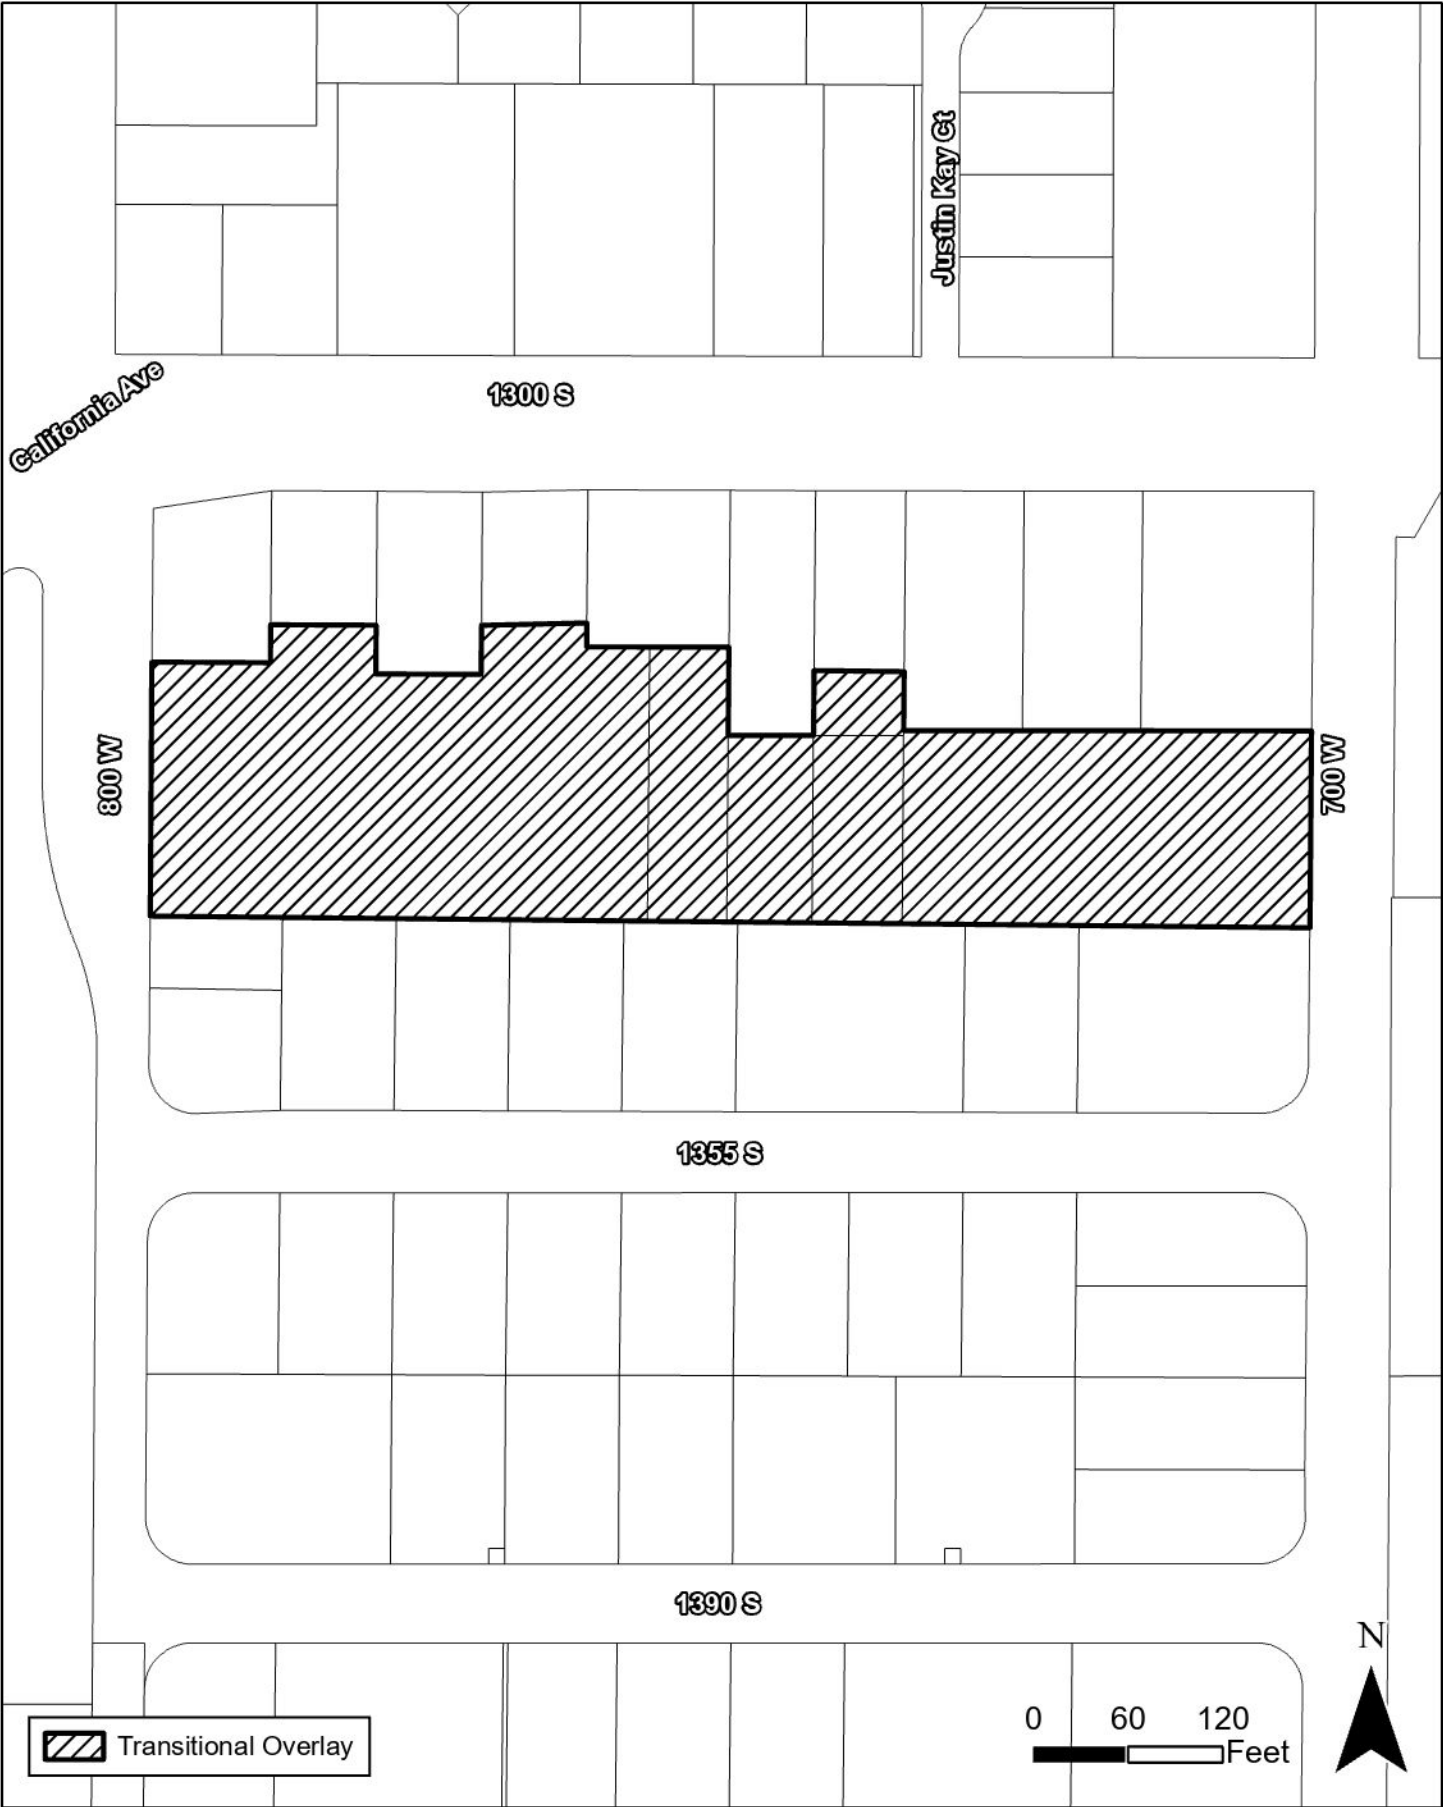 Justin Kay Ct
California Ave
1300 S
800 W
700 W
1355 S
1390 S
N
0 60 120
Feet
Transitional Overlay